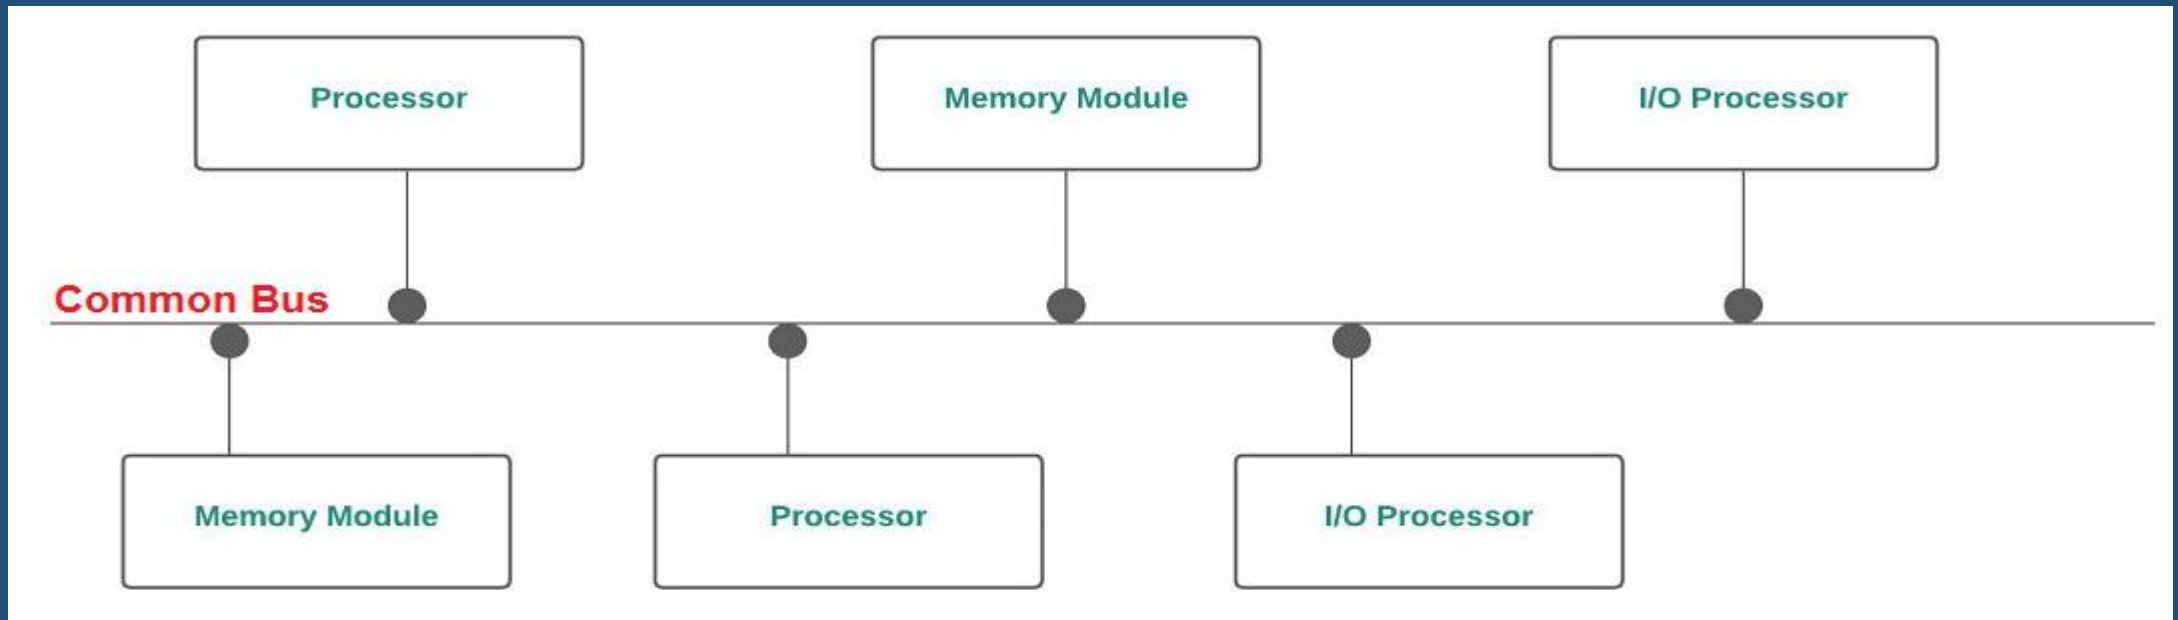 Processor
Memory Module
I/O Processor
Common Bus
Memory Module
Processor
I/O Processor